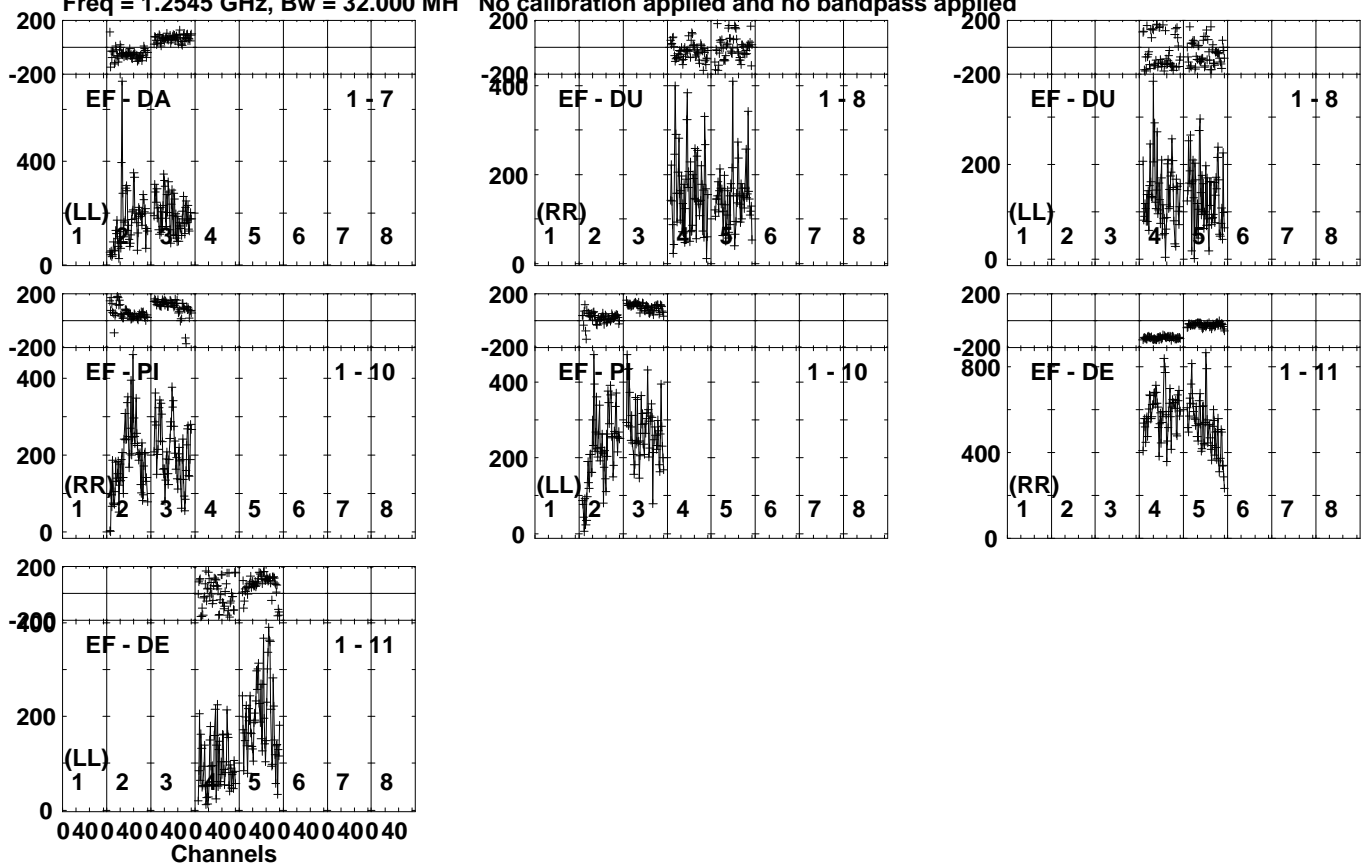 Freq = 1.2545 GHz, Bw = 32.000 MH No calibration applied and no bandpass applied
200
-200
EF - DA 1 - 7
400
(LL)
1 2 3 4 5 6 7 8
0
-200
400
EF - DU 1 - 8
200
(RR)
1 2 3 4 5 6 7 8
0
200
-200
EF - DU 1 - 8
200
(LL)
1 2 3 4 5 6 7 8
0
200
-200
EF - PI 1 - 10
400
200
(RR)
1 2 3 4 5 6 7 8
0
200
-200
EF - PI 1 - 10
400
200
(LL)
1 2 3 4 5 6 7 8
0
200
-200
800
EF - DE 1 - 11
400
(RR)
1 2 3 4 5 6 7 8
0
200
-200
400
EF - DE 1 - 11
200
(LL)
1 2 3 4 5 6 7 8
0
0 40 0 40 0 40 0 40 0 40 0 40 0 40 0 40
Channels